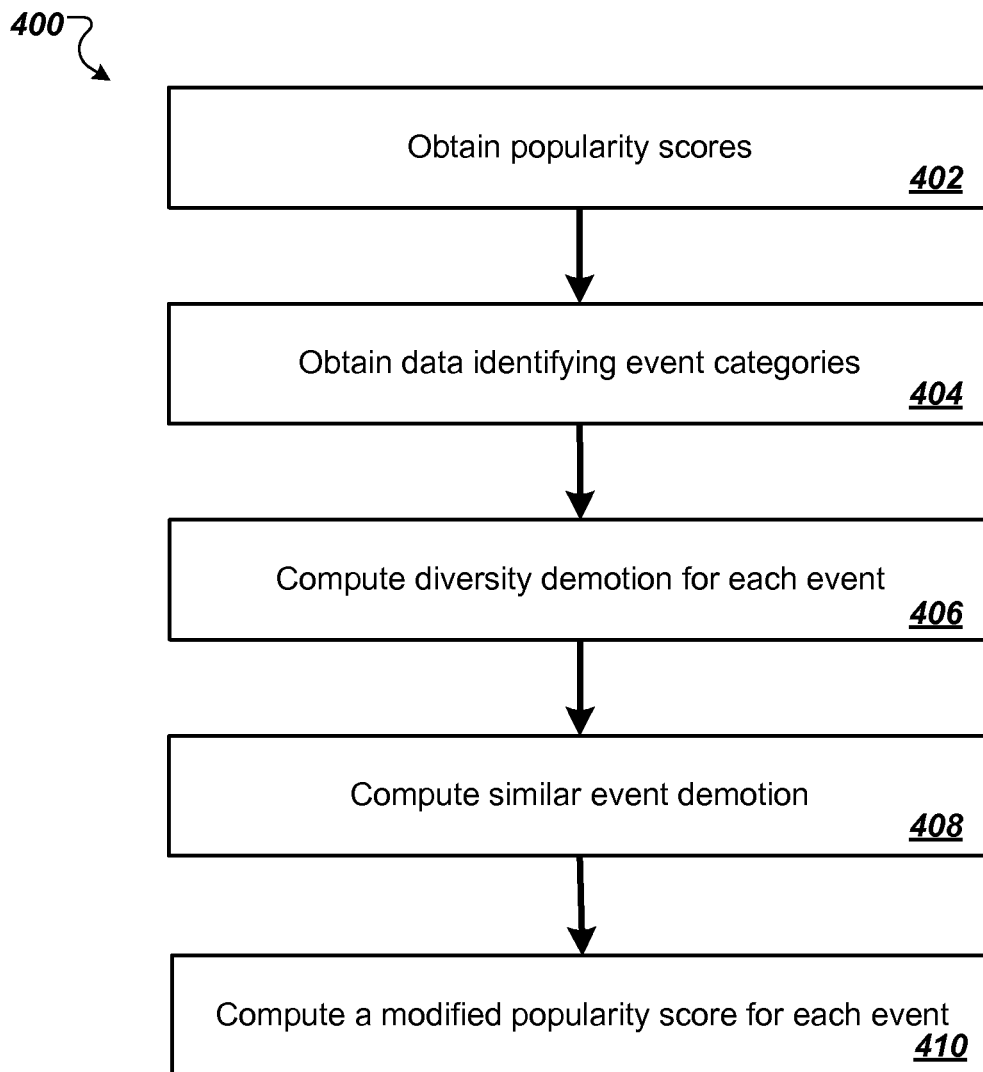 400
Obtain popularity scores
402
Obtain data identifying event categories
404
Compute diversity demotion for each event
406
Compute similar event demotion
408
Compute a modified popularity score for each event
410